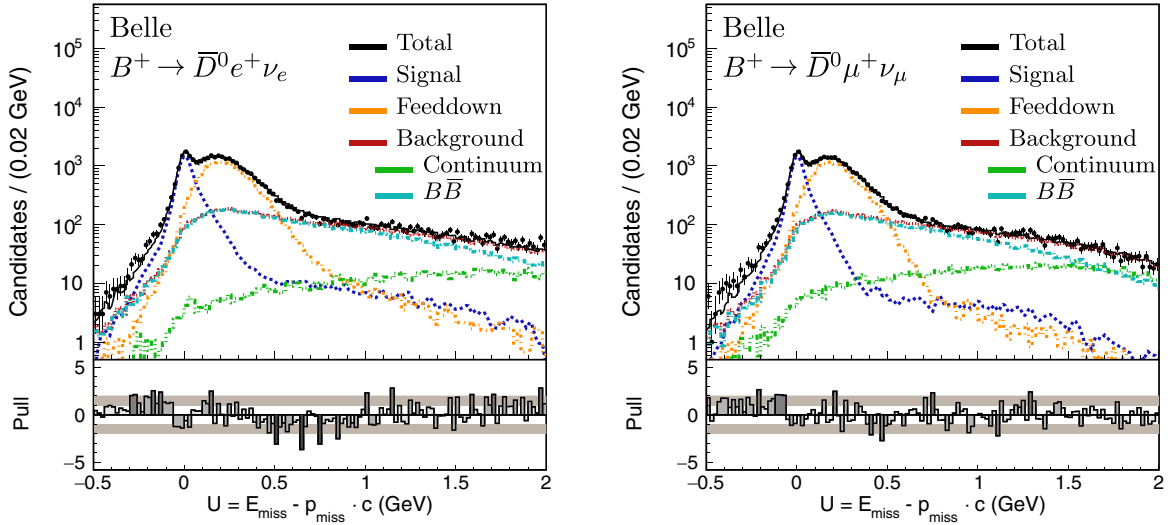 Belle
B⁺ → D̅⁰e⁺νₑ
Total
Signal
Feeddown
Background
Continuum
BB̅
Candidates / (0.02 GeV)
10⁵
10⁴
10³
10²
10
1
Pull
5
0
−5
−0.5 0 0.5 1 1.5 2
U = E_miss - p_miss · c (GeV)
Belle
B⁺ → D̅⁰μ⁺ν_μ
Total
Signal
Feeddown
Background
Continuum
BB̅
Candidates / (0.02 GeV)
10⁵
10⁴
10³
10²
10
1
Pull
5
0
−5
−0.5 0 0.5 1 1.5 2
U = E_miss - p_miss · c (GeV)